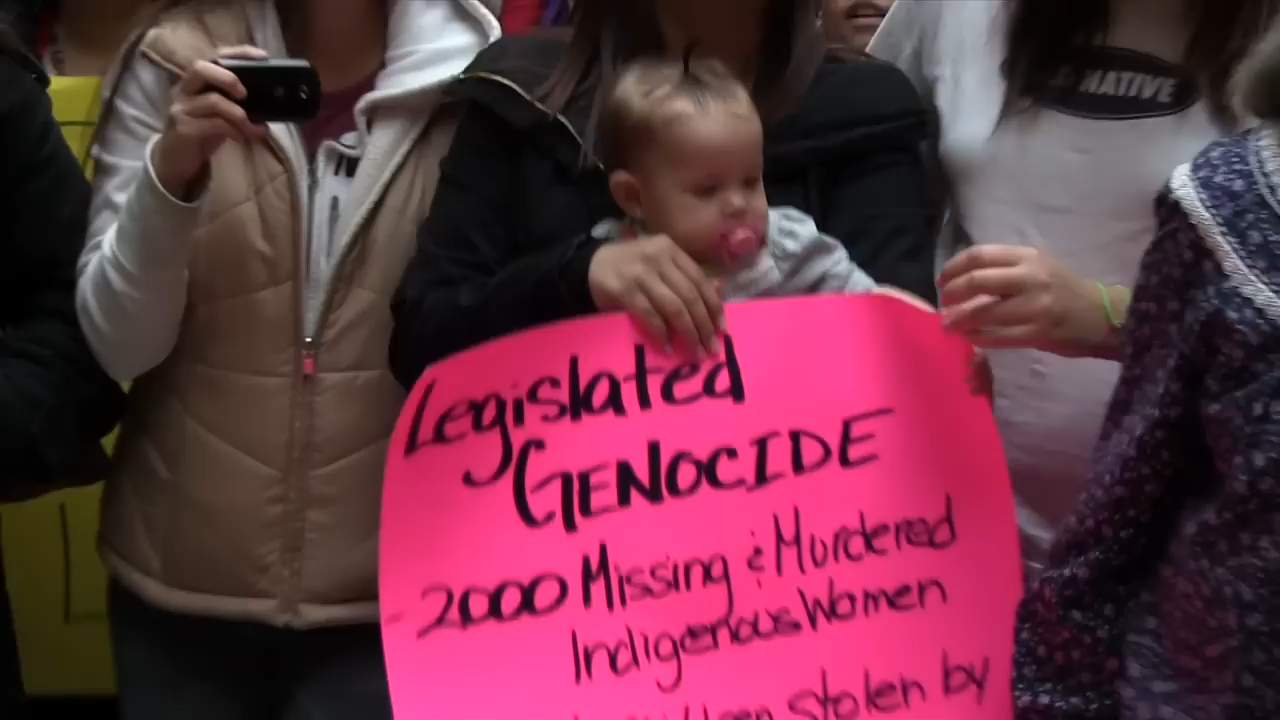 NATIVE
Legislated
GENOCIDE
- 2000 Missing & Murdered
Indigenous Women
stolen by